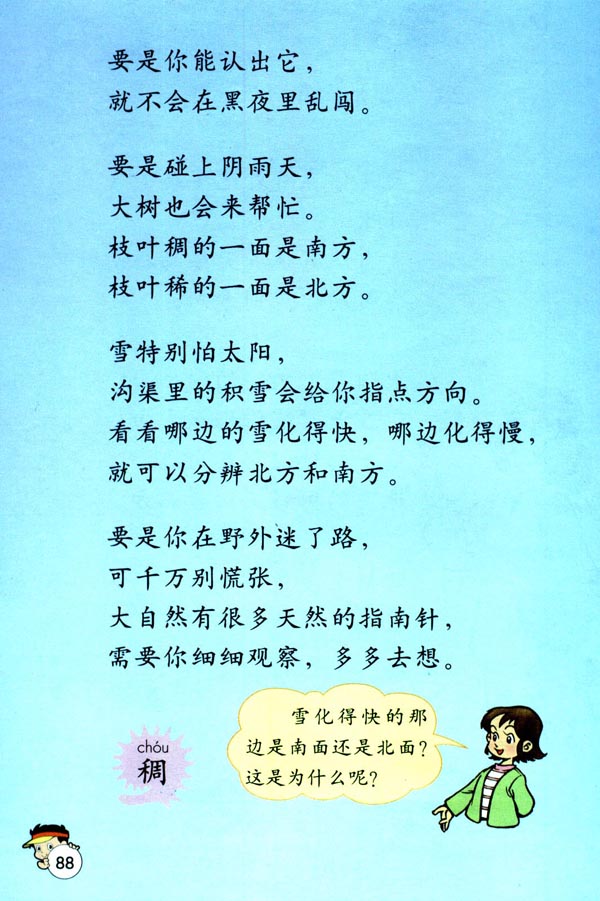 要是你能认出它，
就不会在黑夜里乱闯。
要是碰上阴雨天，
大树也会来帮忙。
枝叶稠的一面是南方，
枝叶稀的一面是北方。
雪特别怕太阳，
沟渠里的积雪会给你指点方向。
看看哪边的雪化得快，哪边化得慢，
就可以分辨北方和南方。
要是你在野外迷了路，
可千万别慌张，
大自然有很多天然的指南针，
需要你细细观察，多多去想。
chóu
稠
雪化得快的那
边是南面还是北面？
这是为什么呢？
88